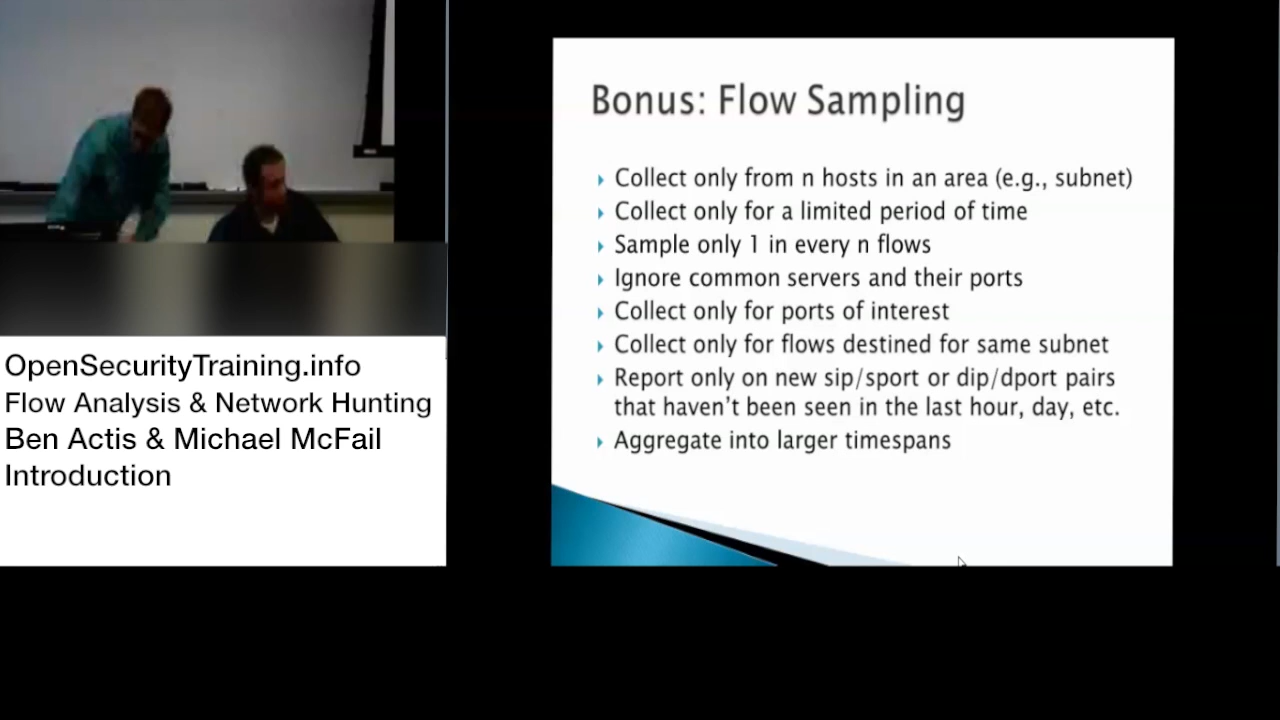 Bonus: Flow Sampling
Collect only from n hosts in an area (e.g., subnet)
Collect only for a limited period of time
Sample only 1 in every n flows
Ignore common servers and their ports
Collect only for ports of interest
Collect only for flows destined for same subnet
Report only on new sip/sport or dip/dport pairs
that haven't been seen in the last hour, day, etc.
Aggregate into larger timespans
OpenSecurityTraining.info
Flow Analysis & Network Hunting
Ben Actis & Michael McFail
Introduction